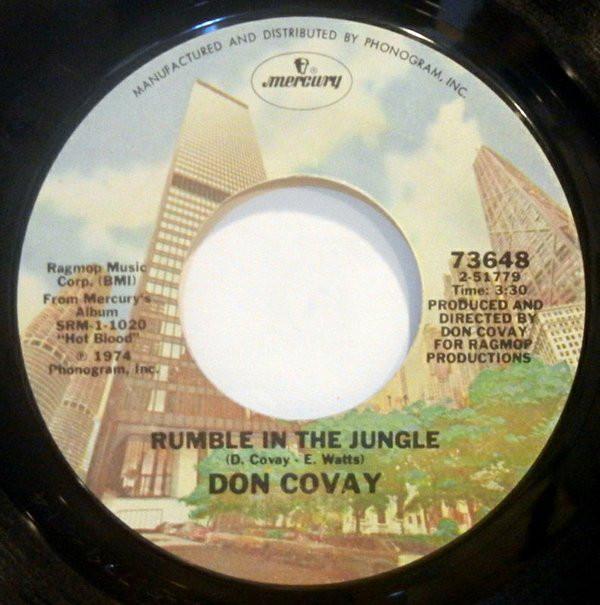 MANUFACTURED AND DISTRIBUTED BY PHONOGRAM, INC.
mercury ®
Ragmop Music
Corp. (BMI)
From Mercury's
Album
SRM-1-1020
"Hot Blood"
℗ 1974
Phonogram, Inc.
73648
2-51779
Time: 3:30
PRODUCED AND
DIRECTED BY
DON COVAY
FOR RAGMOP
PRODUCTIONS
RUMBLE IN THE JUNGLE
(D. Covay - E. Watts)
DON COVAY